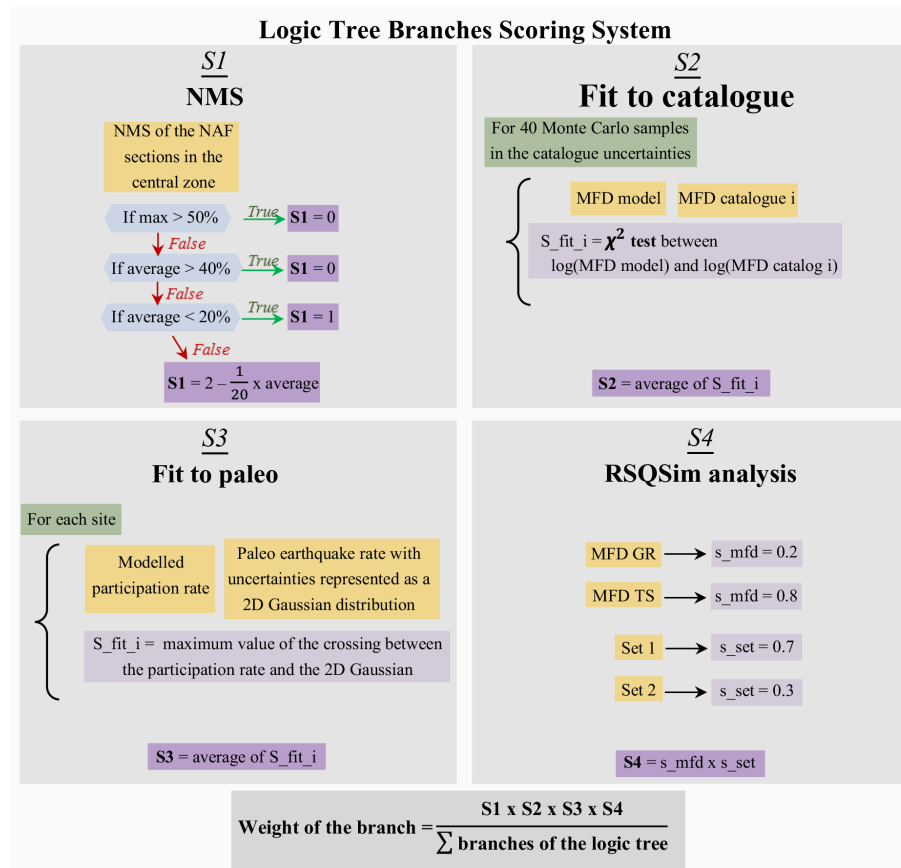 Logic Tree Branches Scoring System
S1
NMS
NMS of the NAF
sections in the
central zone
If max > 50%
True
S1 = 0
False
If average > 40%
True
S1 = 0
False
If average < 20%
True
S1 = 1
False
S1 = 2 – 1/20 x average
S2
Fit to catalogue
For 40 Monte Carlo samples
in the catalogue uncertainties
MFD model
MFD catalogue i
S_fit_i = χ² test between
log(MFD model) and log(MFD catalog i)
S2 = average of S_fit_i
S3
Fit to paleo
For each site
Modelled
participation rate
Paleo earthquake rate with
uncertainties represented as a
2D Gaussian distribution
S_fit_i = maximum value of the crossing between
the participation rate and the 2D Gaussian
S3 = average of S_fit_i
S4
RSQSim analysis
MFD GR
s_mfd = 0.2
MFD TS
s_mfd = 0.8
Set 1
s_set = 0.7
Set 2
s_set = 0.3
S4 = s_mfd x s_set
S1 x S2 x S3 x S4
Weight of the branch =
∑ branches of the logic tree